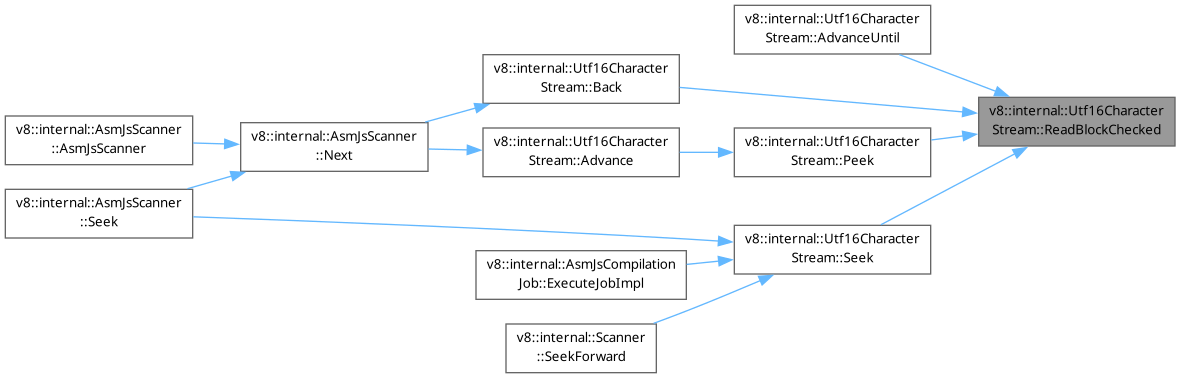 v8::internal::Utf16Character
Stream::AdvanceUntil
v8::internal::Utf16Character
Stream::Back
v8::internal::Utf16Character
Stream::ReadBlockChecked
v8::internal::AsmJsScanner
::AsmJsScanner
v8::internal::AsmJsScanner
::Next
v8::internal::Utf16Character
Stream::Advance
v8::internal::Utf16Character
Stream::Peek
v8::internal::AsmJsScanner
::Seek
v8::internal::Utf16Character
Stream::Seek
v8::internal::AsmJsCompilation
Job::ExecuteJobImpl
v8::internal::Scanner
::SeekForward